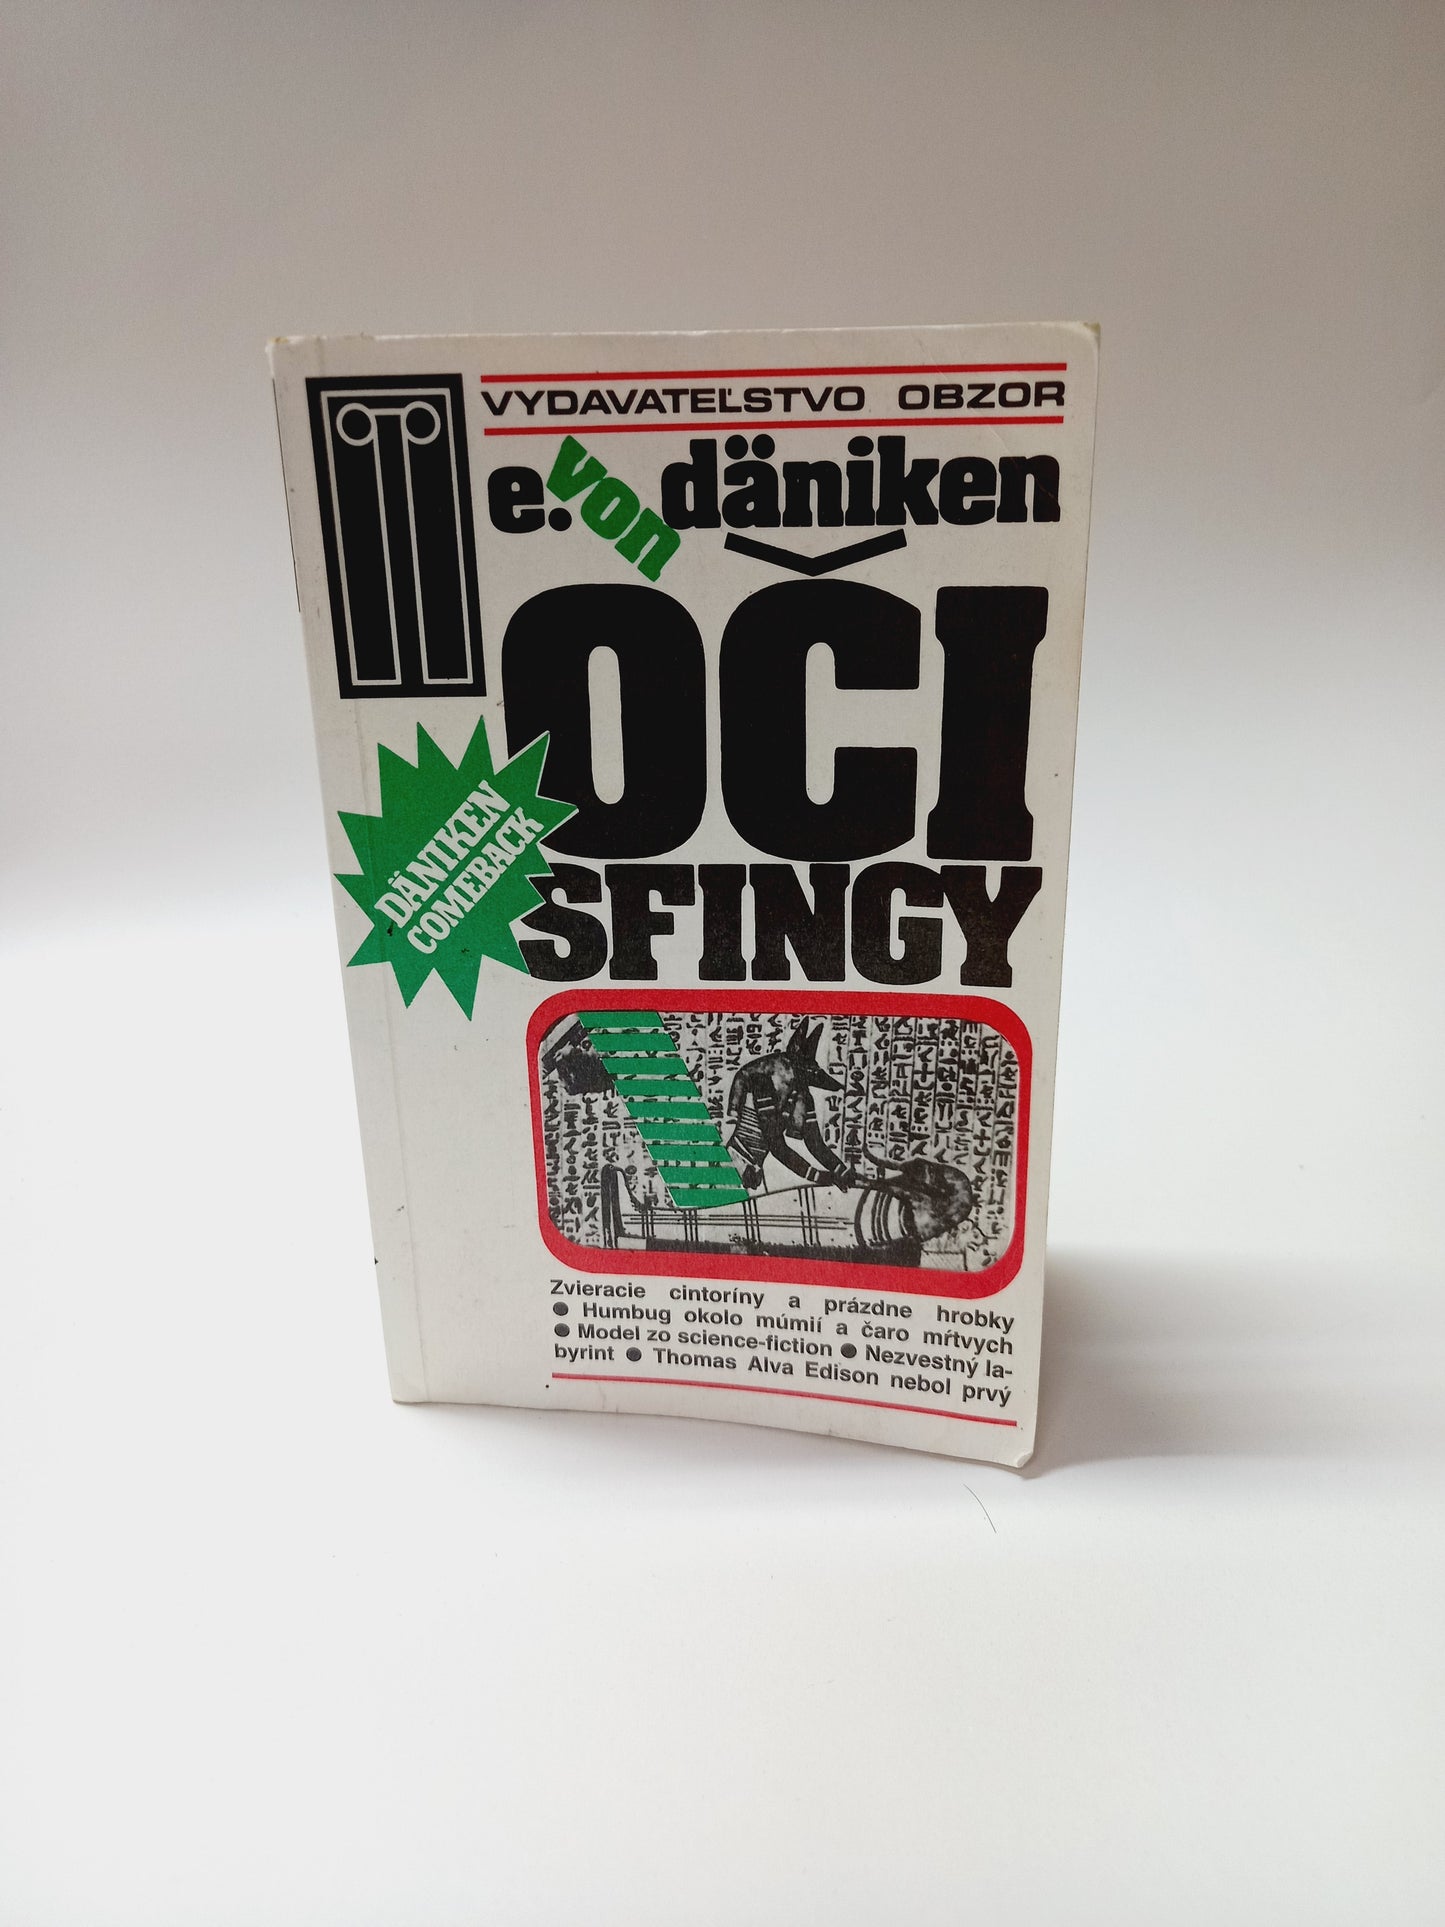 VYDAVATEĽSTVO OBZOR
e. von däniken
OČI
SFINGY
DÄNIKEN
COMEBACK
Zvieracie cintoríny a prázdne hrobky
● Humbug okolo múmií a čaro mŕtvych
● Model zo science-fiction ● Nezvestný la-
byrint ● Thomas Alva Edison nebol prvý